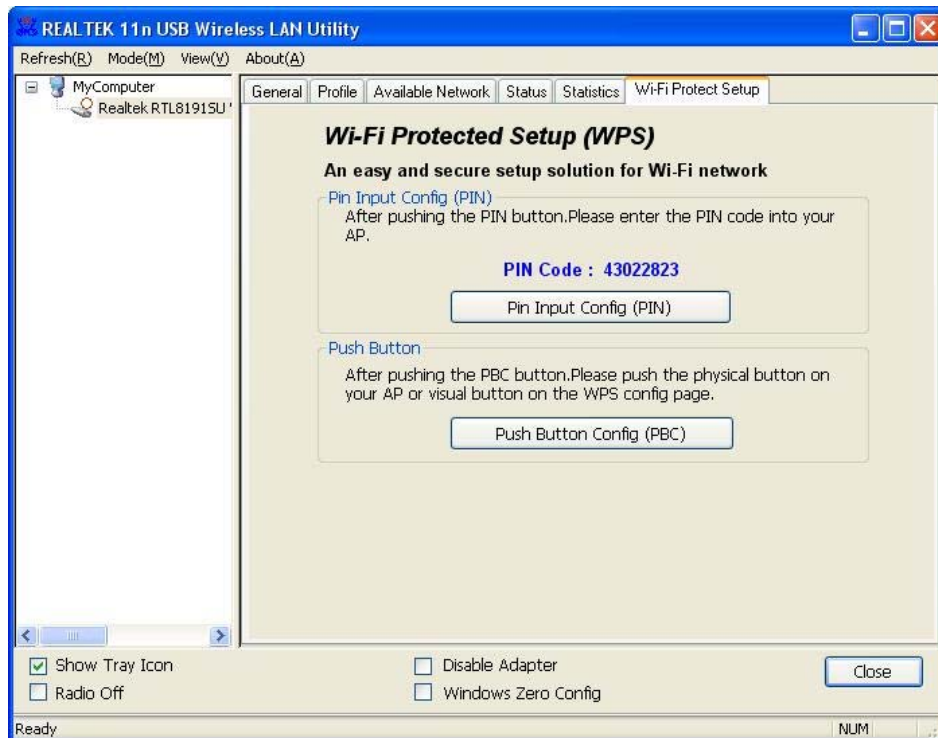 REALTEK 11n USB Wireless LAN Utility
Refresh(R) Mode(M) View(V) About(A)
MyComputer
Realtek RTL8191SU
General Profile Available Network Status Statistics Wi-Fi Protect Setup
Wi-Fi Protected Setup (WPS)
An easy and secure setup solution for Wi-Fi network
Pin Input Config (PIN)
After pushing the PIN button.Please enter the PIN code into your
AP.
PIN Code : 43022823
Pin Input Config (PIN)
Push Button
After pushing the PBC button.Please push the physical button on
your AP or visual button on the WPS config page.
Push Button Config (PBC)
Show Tray Icon
Radio Off
Disable Adapter
Windows Zero Config
Close
Ready
NUM